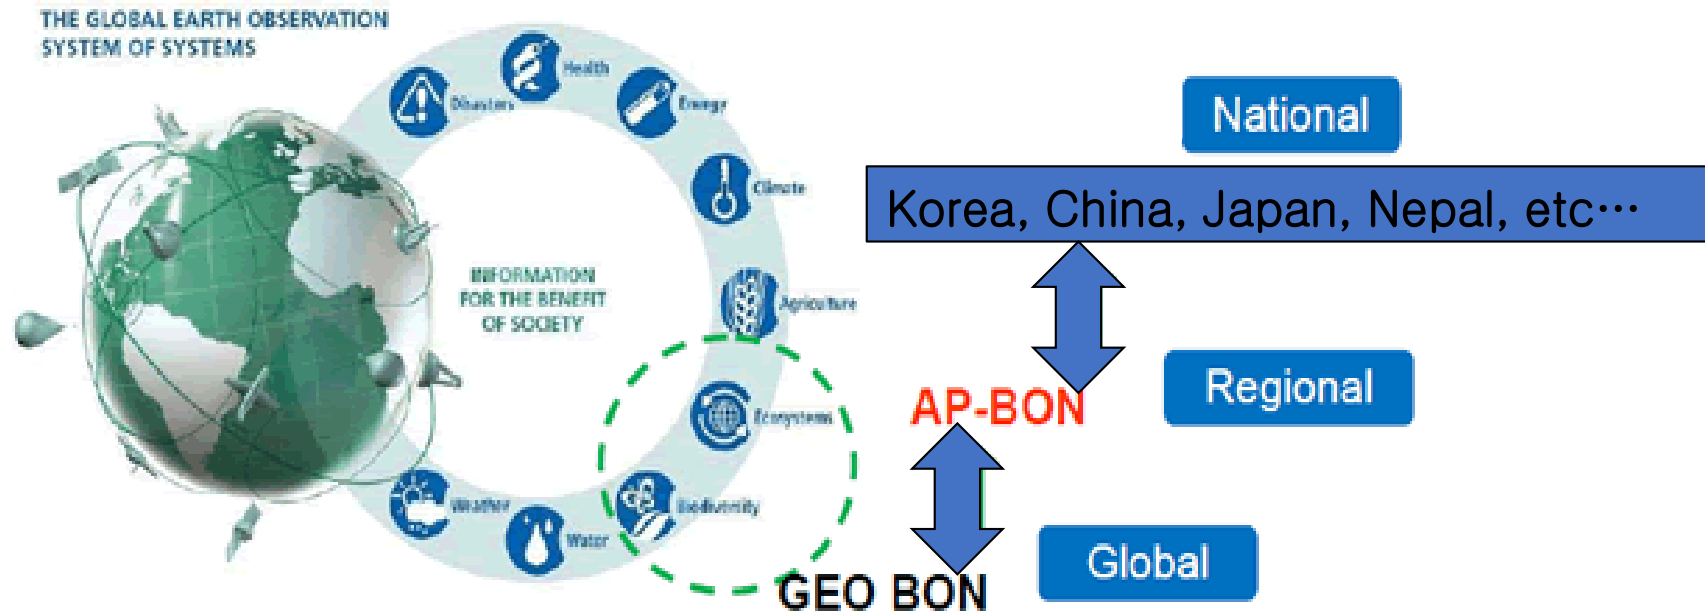 THE GLOBAL EARTH OBSERVATION
SYSTEM OF SYSTEMS
Health
Disasters
Energy
Climate
Agriculture
INFORMATION
FOR THE BENEFIT
OF SOCIETY
Ecosystems
Biodiversity
Weather
Water
National
Korea, China, Japan, Nepal, etc…
Regional
AP-BON
Global
GEO BON